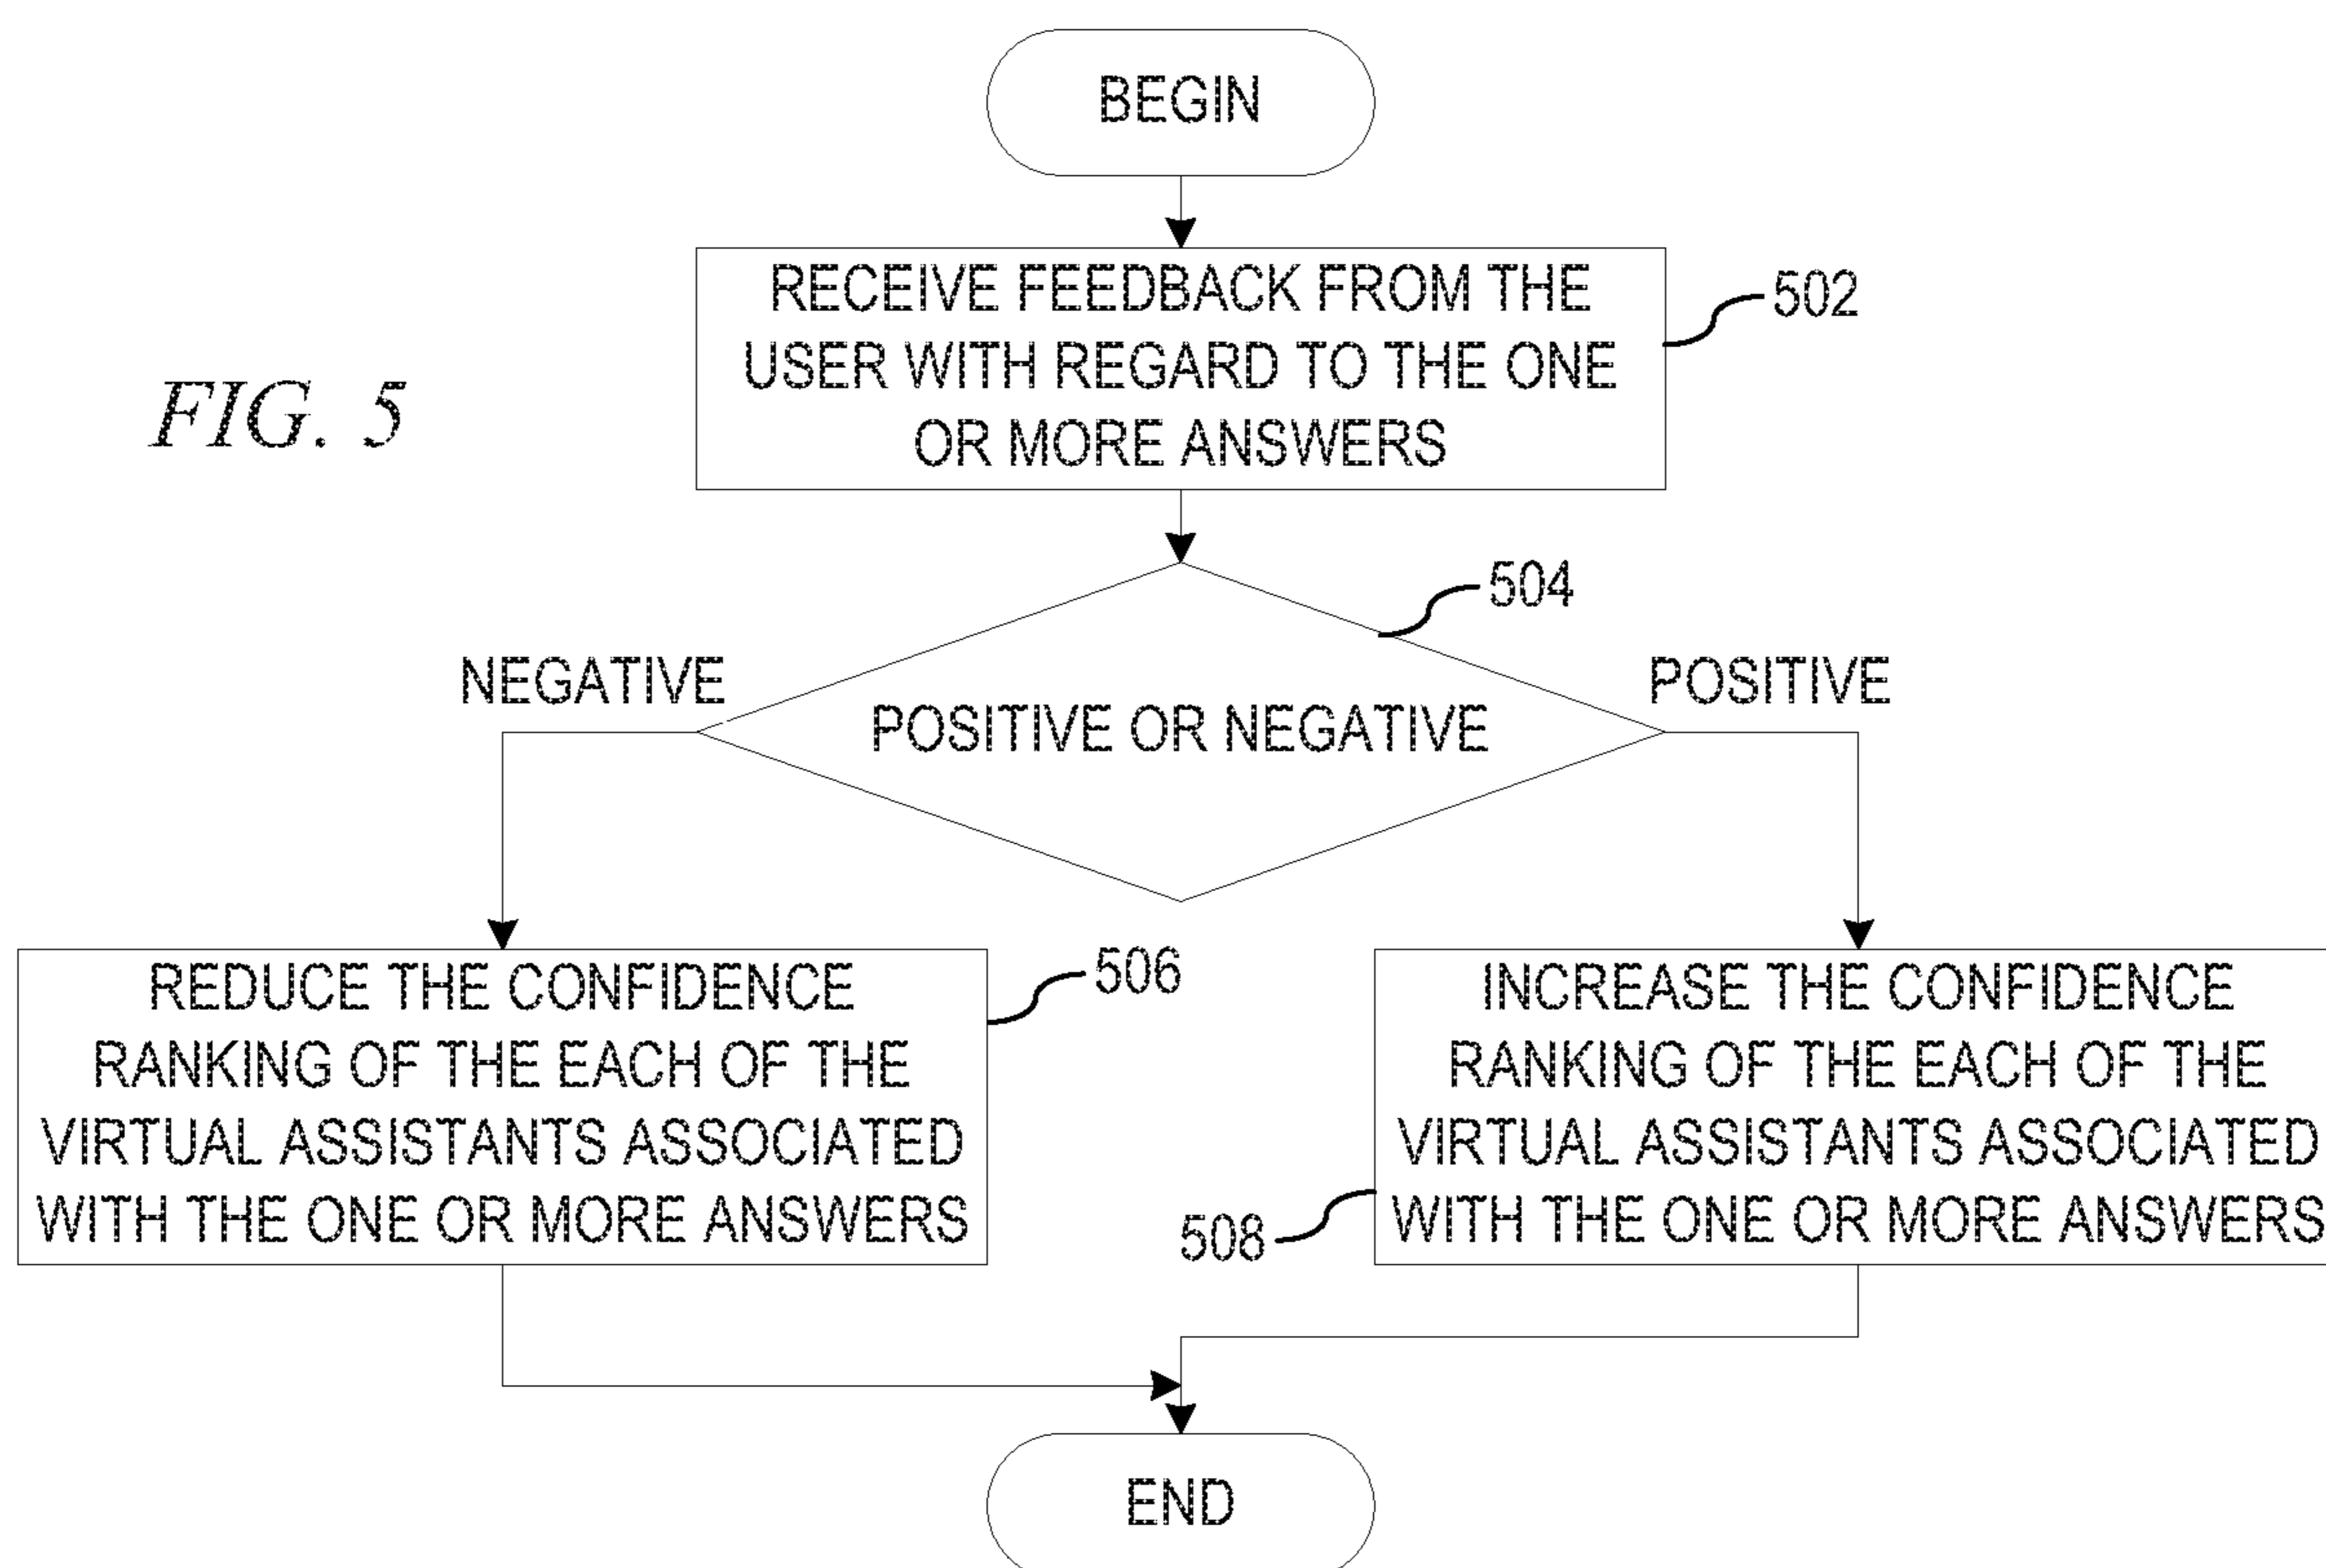 BEGIN
RECEIVE FEEDBACK FROM THE
USER WITH REGARD TO THE ONE
OR MORE ANSWERS
502
FIG. 5
504
NEGATIVE
POSITIVE
POSITIVE OR NEGATIVE
REDUCE THE CONFIDENCE
RANKING OF THE EACH OF THE
VIRTUAL ASSISTANTS ASSOCIATED
WITH THE ONE OR MORE ANSWERS
506
INCREASE THE CONFIDENCE
RANKING OF THE EACH OF THE
VIRTUAL ASSISTANTS ASSOCIATED
WITH THE ONE OR MORE ANSWERS
508
END